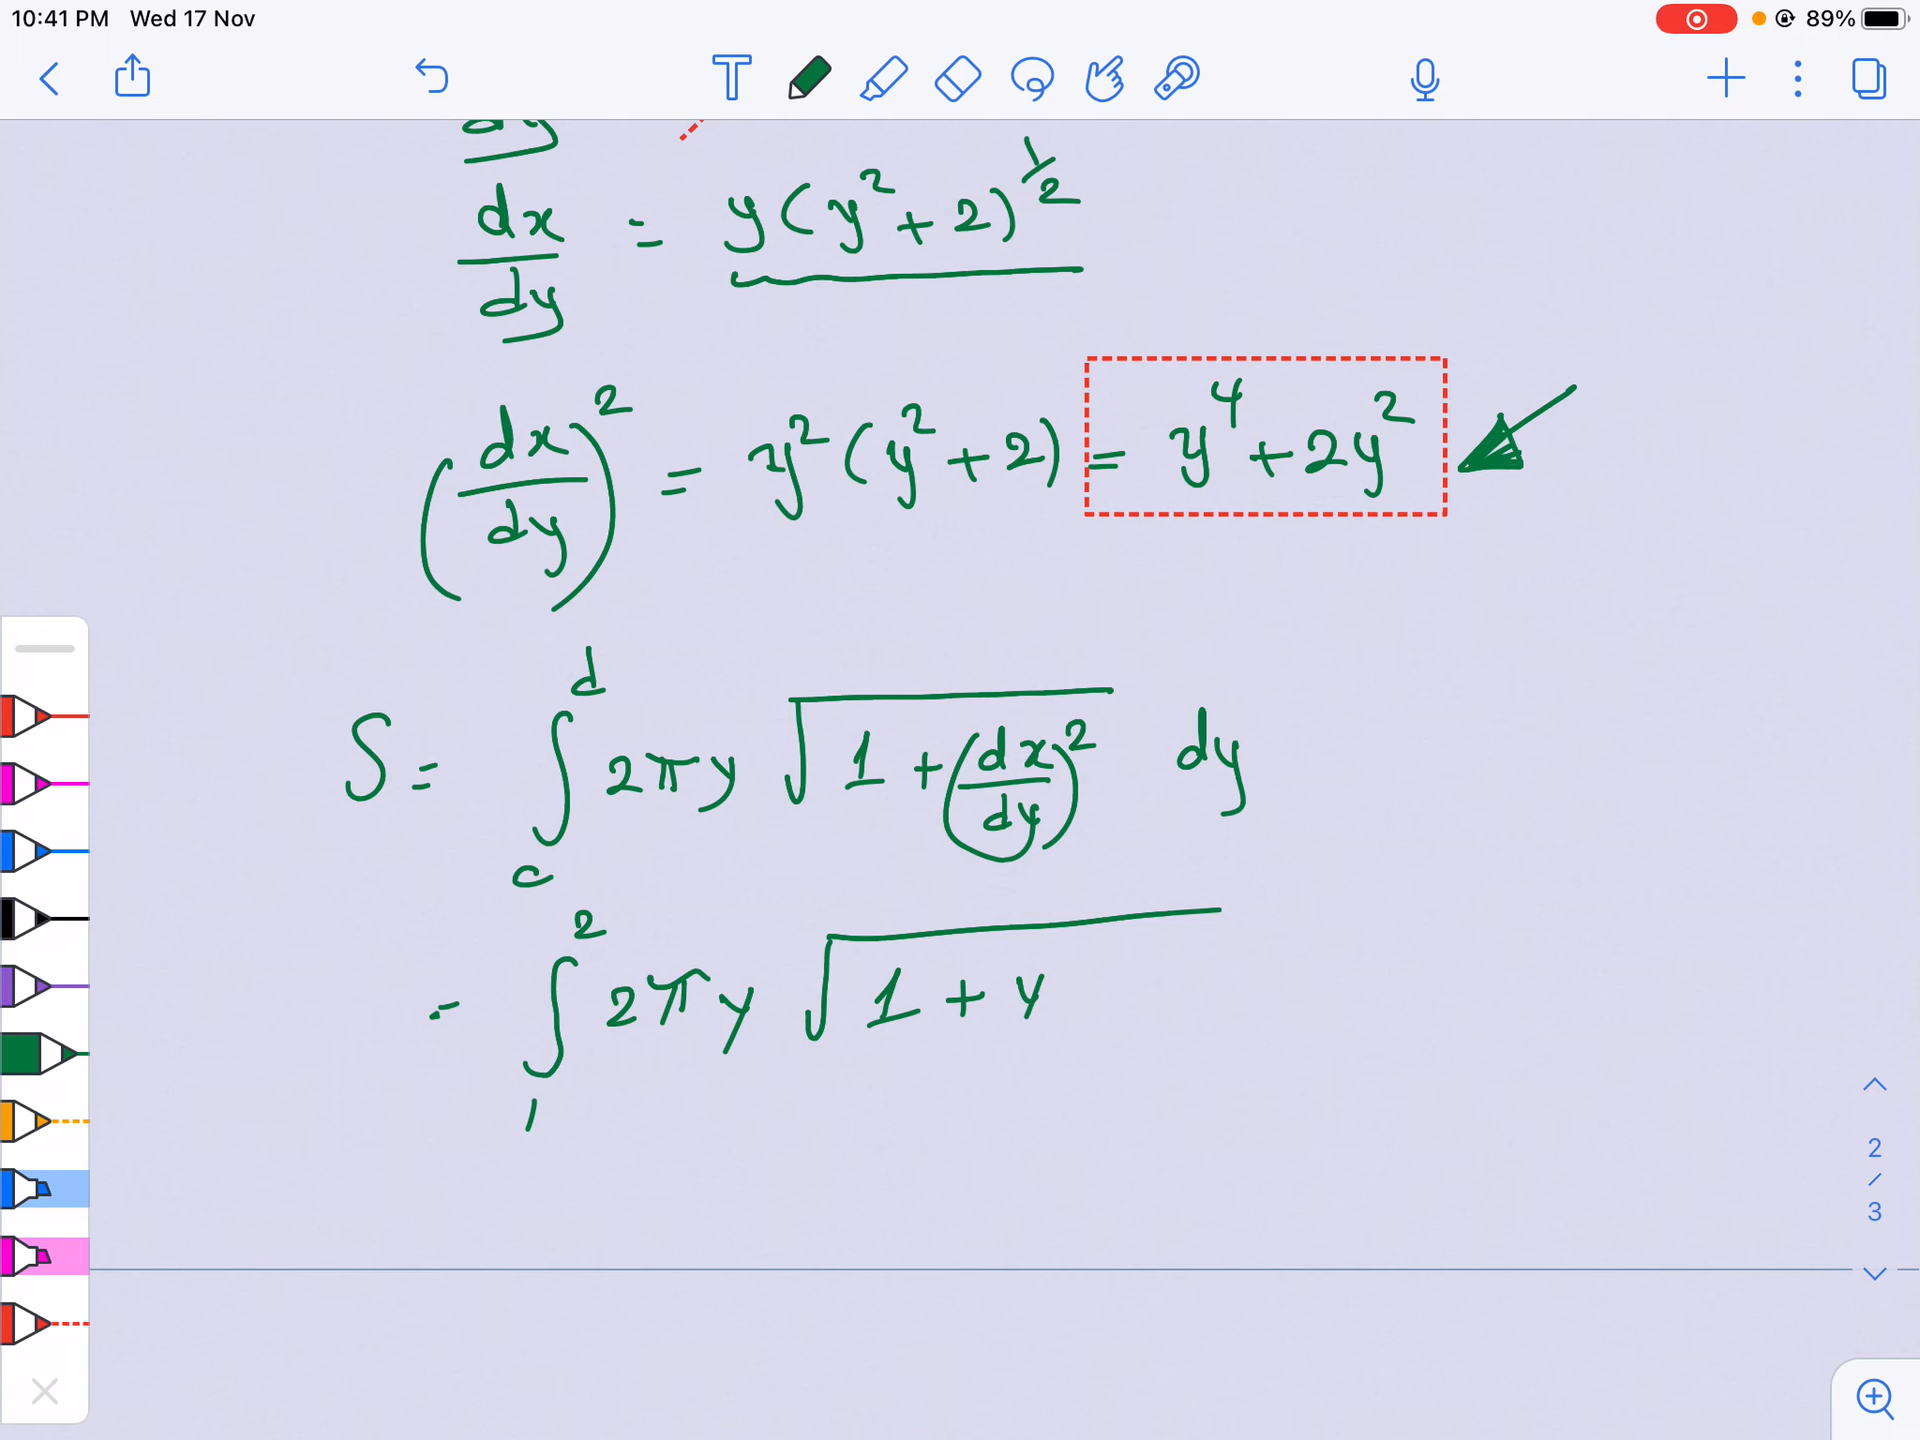 10:41 PM Wed 17 Nov 89%
T
dy
dx/dy = y(y²+2)^½
(dx/dy)² = y²(y²+2) = y⁴+2y²
S = ∫_c^d 2πy √(1+(dx/dy)²) dy
= ∫_1^2 2πy √(1+y
2
/
3